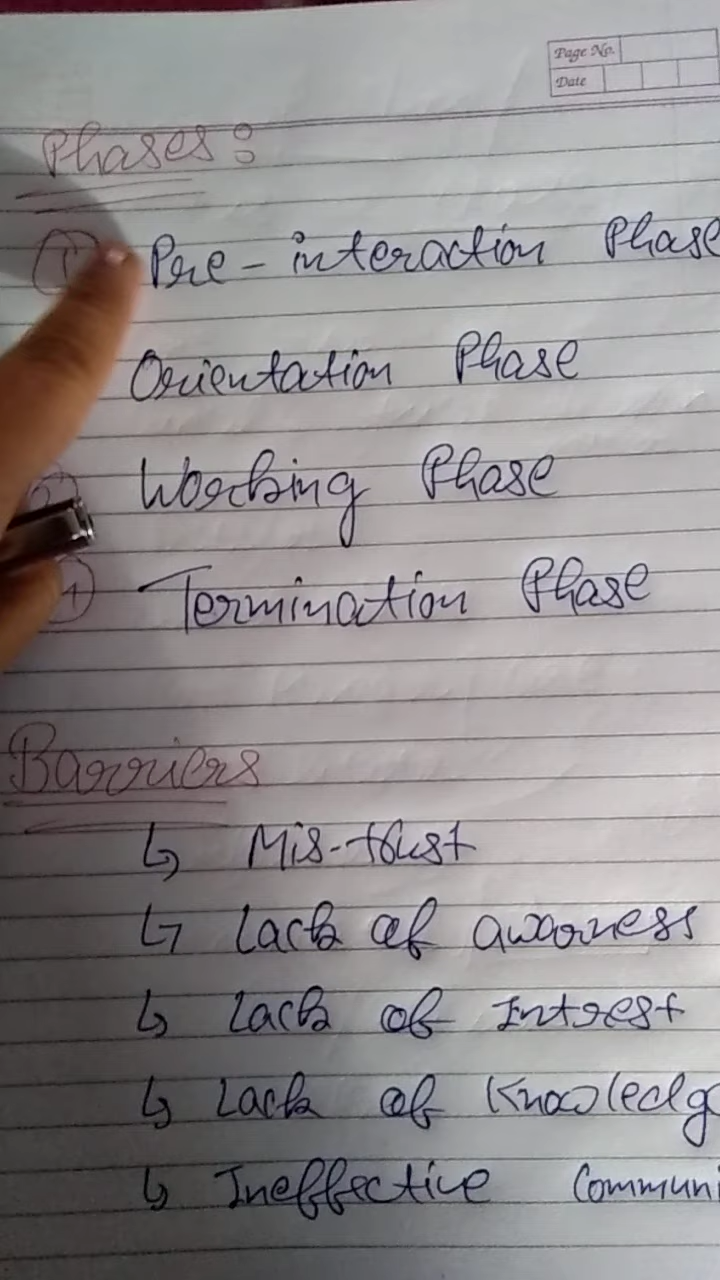 Page No.
Date
Phases:
1 Pre-interaction Phase
Orientation Phase
Working Phase
4 Termination Phase
Barriers
↳ Mis-trust
↳ Lack of awarness
↳ Lack of Intrest
↳ Lack of Knowledg
↳ Ineffective Communi